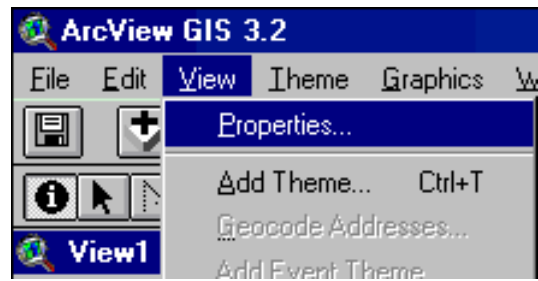 ArcView GIS 3.2
File Edit View Theme Graphics W
Properties...
Add Theme... Ctrl+T
Geocode Addresses...
View1
Add Event Theme